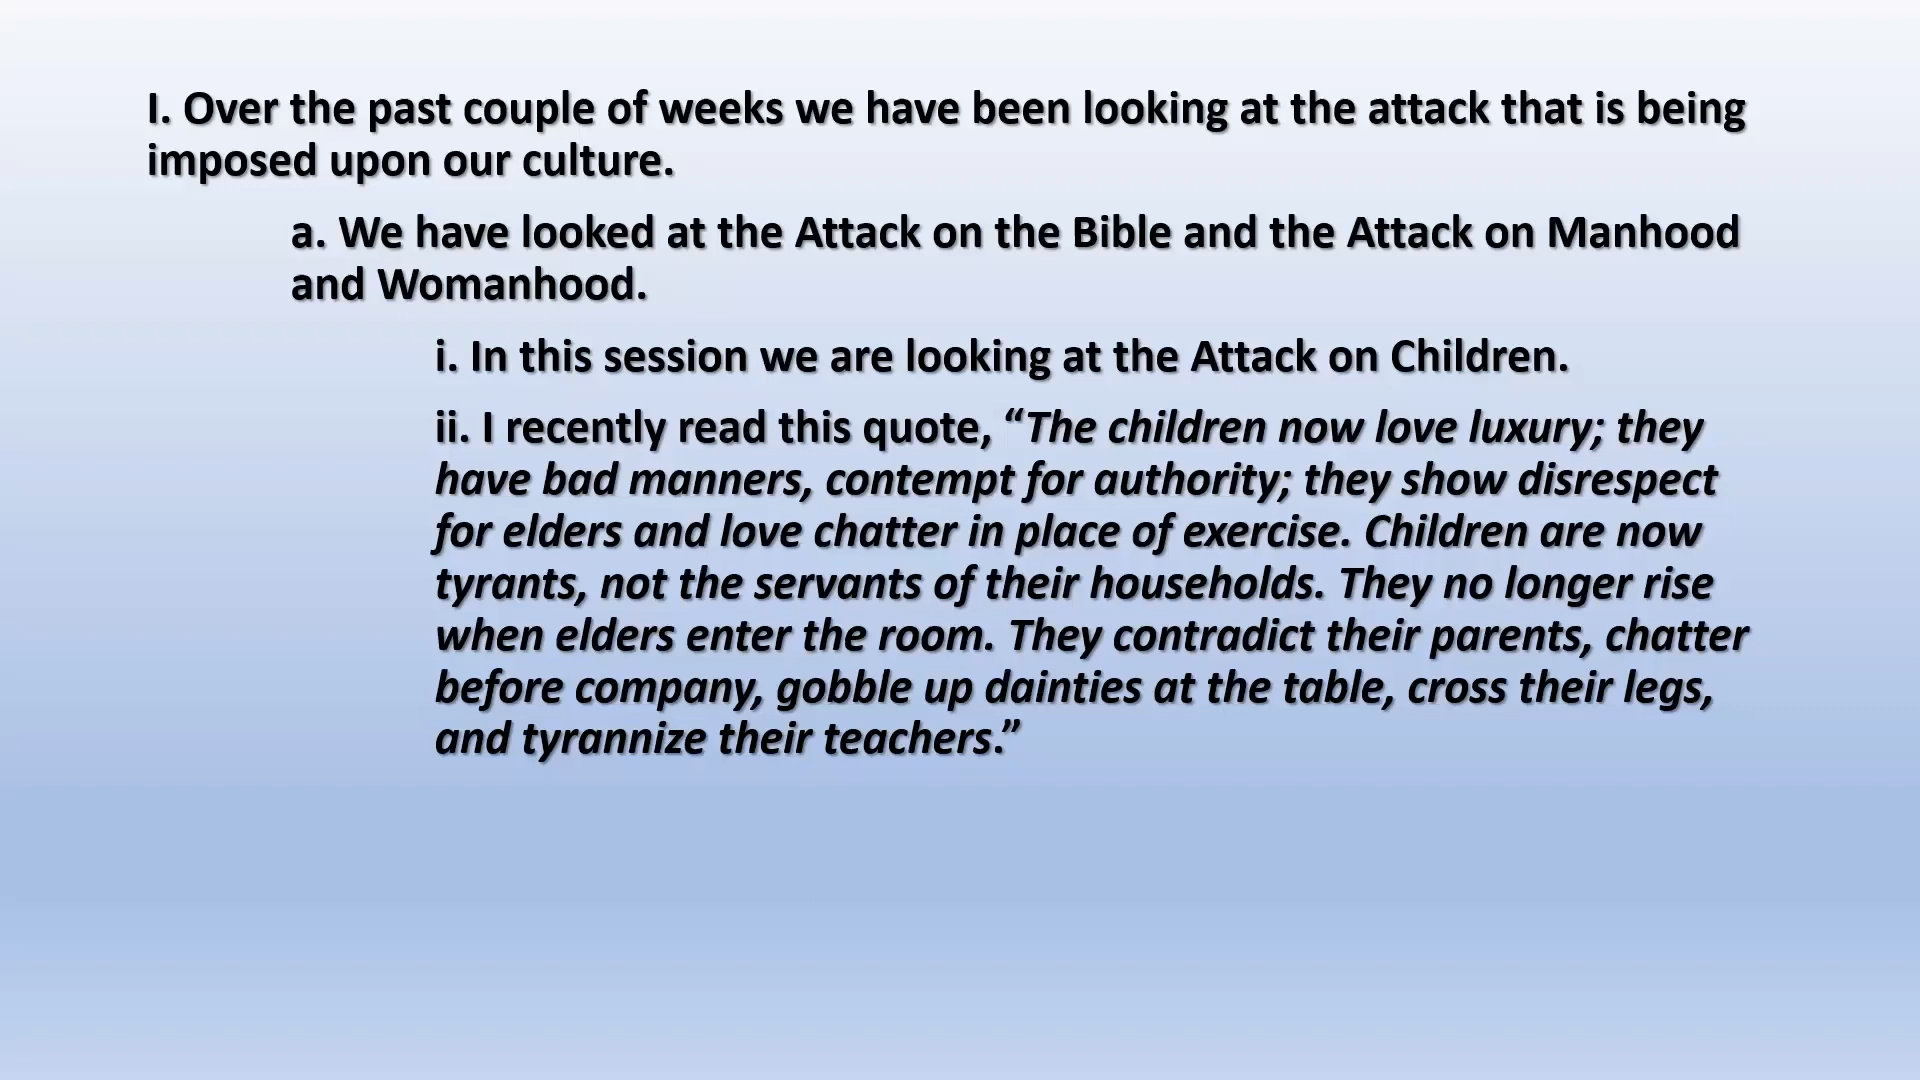 I. Over the past couple of weeks we have been looking at the attack that is being
imposed upon our culture.
a. We have looked at the Attack on the Bible and the Attack on Manhood
and Womanhood.
i. In this session we are looking at the Attack on Children.
ii. I recently read this quote, “The children now love luxury; they
have bad manners, contempt for authority; they show disrespect
for elders and love chatter in place of exercise. Children are now
tyrants, not the servants of their households. They no longer rise
when elders enter the room. They contradict their parents, chatter
before company, gobble up dainties at the table, cross their legs,
and tyrannize their teachers.”